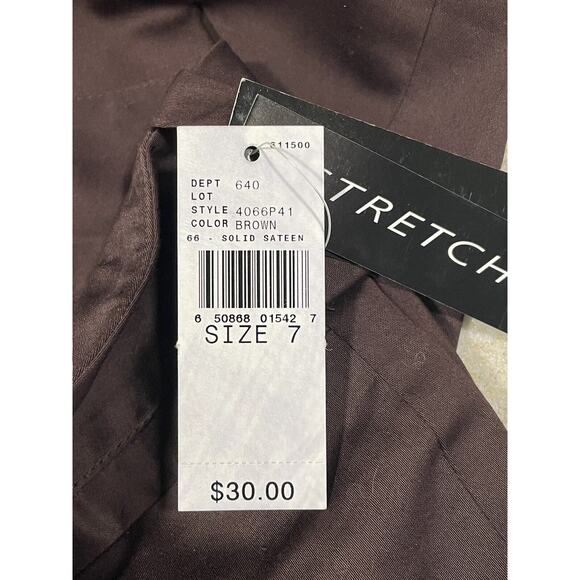 311500
DEPT 640
LOT
STYLE 4066P41
COLOR BROWN
66 - SOLID SATEEN
6 50868 01542 7
SIZE 7
$30.00
STRETCH